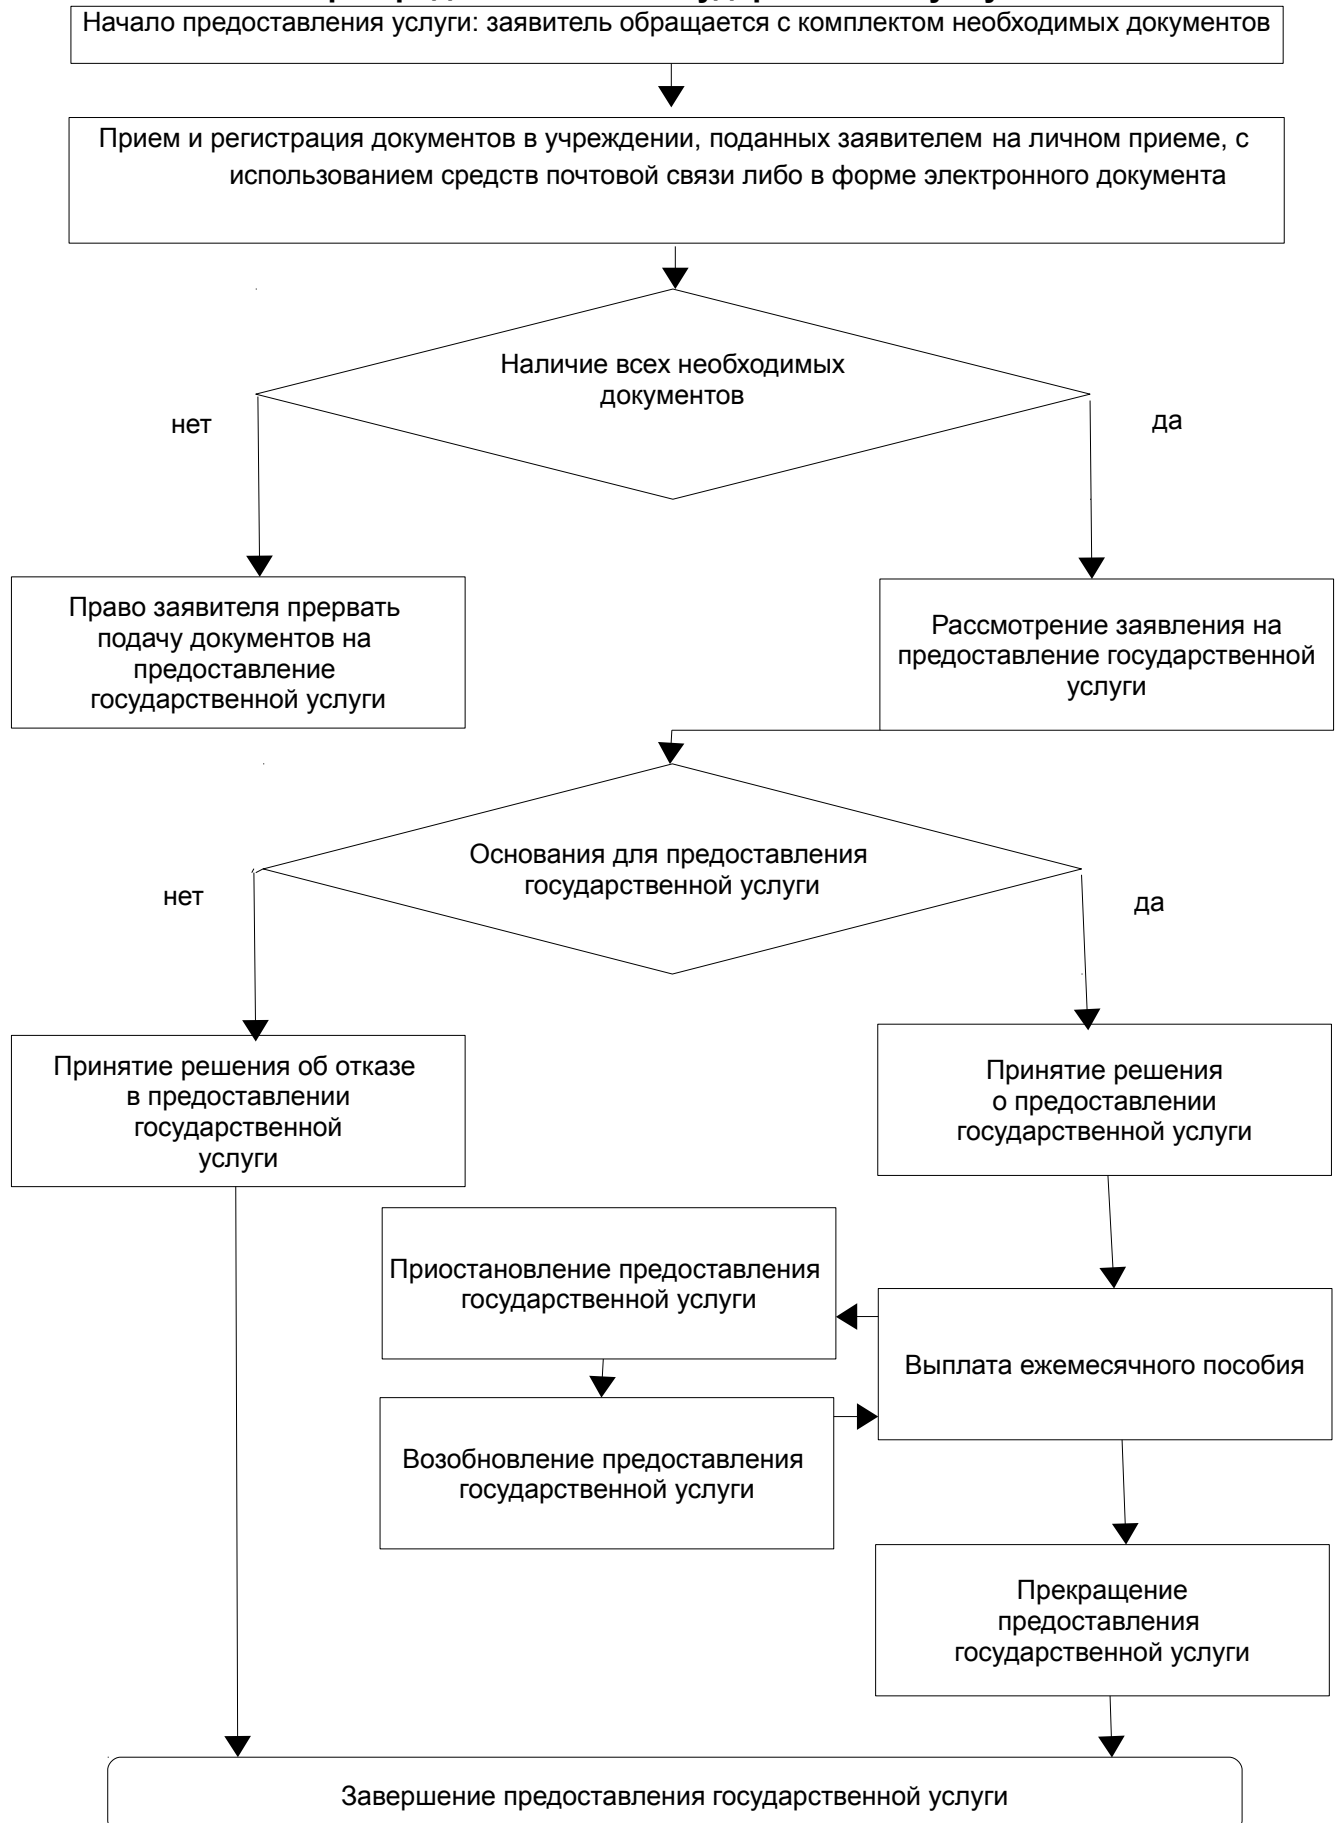 Начало предоставления услуги: заявитель обращается с комплектом необходимых документов
Прием и регистрация документов в учреждении, поданных заявителем на личном приеме, с
использованием средств почтовой связи либо в форме электронного документа
Наличие всех необходимых
документов
нет
да
Право заявителя прервать
подачу документов на
предоставление
государственной услуги
Рассмотрение заявления на
предоставление государственной
услуги
Основания для предоставления
государственной услуги
нет
да
Принятие решения об отказе
в предоставлении
государственной
услуги
Принятие решения
о предоставлении
государственной услуги
Приостановление предоставления
государственной услуги
Выплата ежемесячного пособия
Возобновление предоставления
государственной услуги
Прекращение
предоставления
государственной услуги
Завершение предоставления государственной услуги